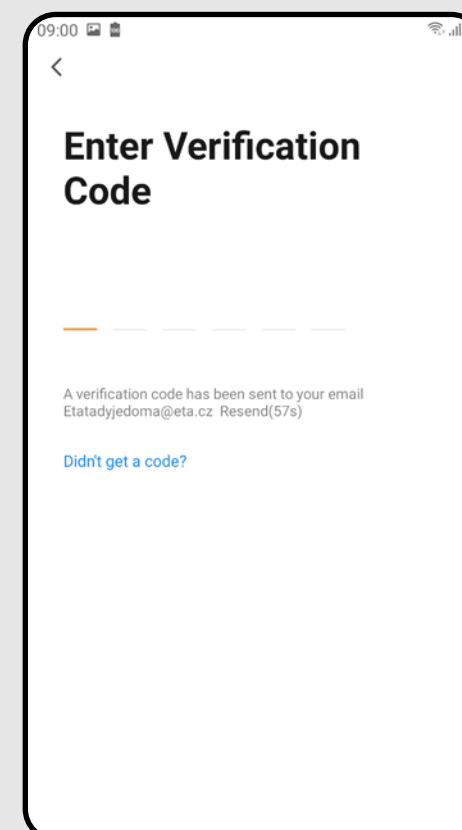 09:00
Enter Verification
Code
A verification code has been sent to your email
Etatadyjedoma@eta.cz Resend(57s)
Didn't get a code?